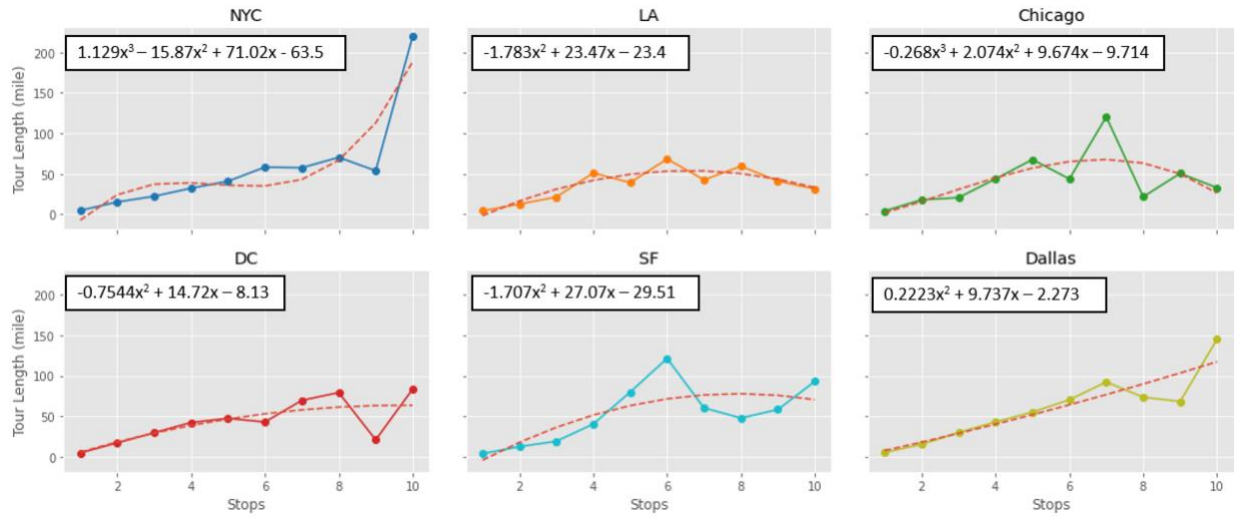 NYC
LA
Chicago
200
150
100
50
0
Tour Length (mile)
1.129x³ – 15.87x² + 71.02x - 63.5
-1.783x² + 23.47x – 23.4
-0.268x³ + 2.074x² + 9.674x – 9.714
DC
SF
Dallas
200
150
100
50
0
Tour Length (mile)
-0.7544x² + 14.72x – 8.13
-1.707x² + 27.07x – 29.51
0.2223x² + 9.737x – 2.273
2 4 6 8 10
2 4 6 8 10
2 4 6 8 10
Stops
Stops
Stops